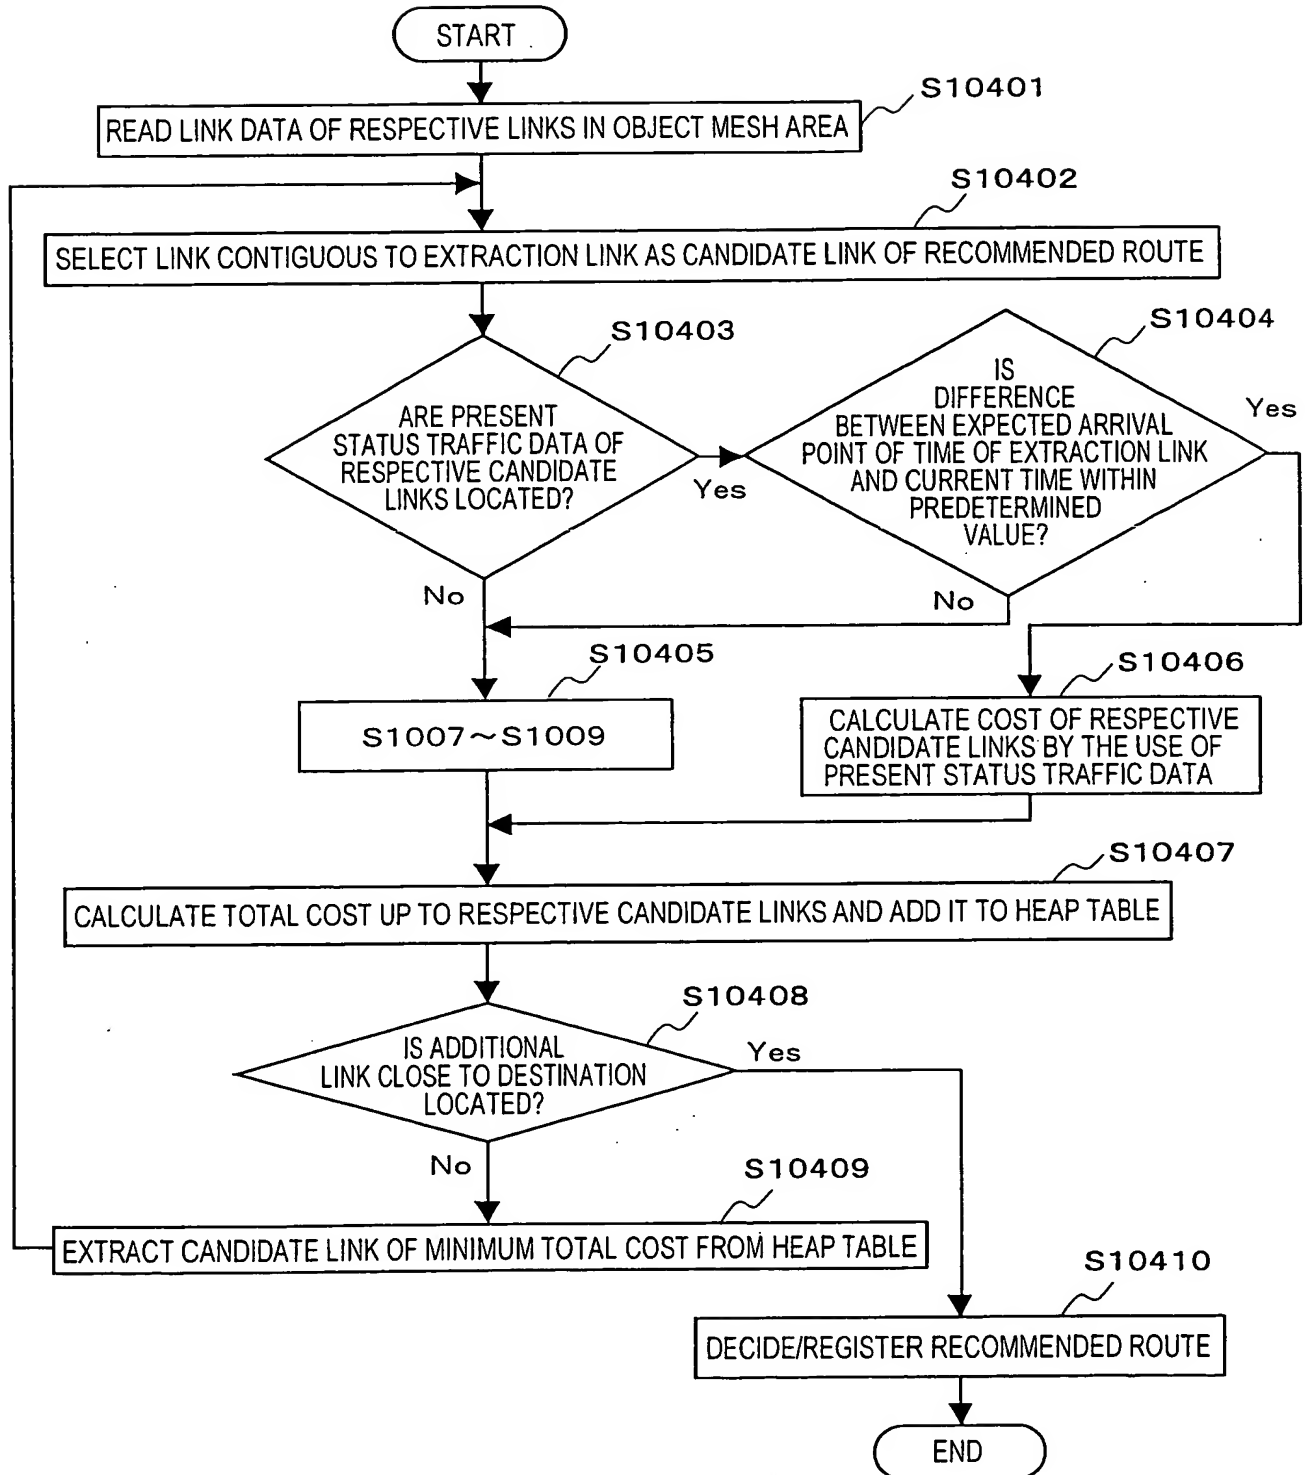 START
S10401
READ LINK DATA OF RESPECTIVE LINKS IN OBJECT MESH AREA
S10402
SELECT LINK CONTIGUOUS TO EXTRACTION LINK AS CANDIDATE LINK OF RECOMMENDED ROUTE
S10403
ARE PRESENT
STATUS TRAFFIC DATA OF
RESPECTIVE CANDIDATE
LINKS LOCATED?
Yes
No
S10404
IS
DIFFERENCE
BETWEEN EXPECTED ARRIVAL
POINT OF TIME OF EXTRACTION LINK
AND CURRENT TIME WITHIN
PREDETERMINED
VALUE?
Yes
No
S10405
S1007~S1009
S10406
CALCULATE COST OF RESPECTIVE
CANDIDATE LINKS BY THE USE OF
PRESENT STATUS TRAFFIC DATA
S10407
CALCULATE TOTAL COST UP TO RESPECTIVE CANDIDATE LINKS AND ADD IT TO HEAP TABLE
S10408
IS ADDITIONAL
LINK CLOSE TO DESTINATION
LOCATED?
Yes
No
S10409
EXTRACT CANDIDATE LINK OF MINIMUM TOTAL COST FROM HEAP TABLE
S10410
DECIDE/REGISTER RECOMMENDED ROUTE
END